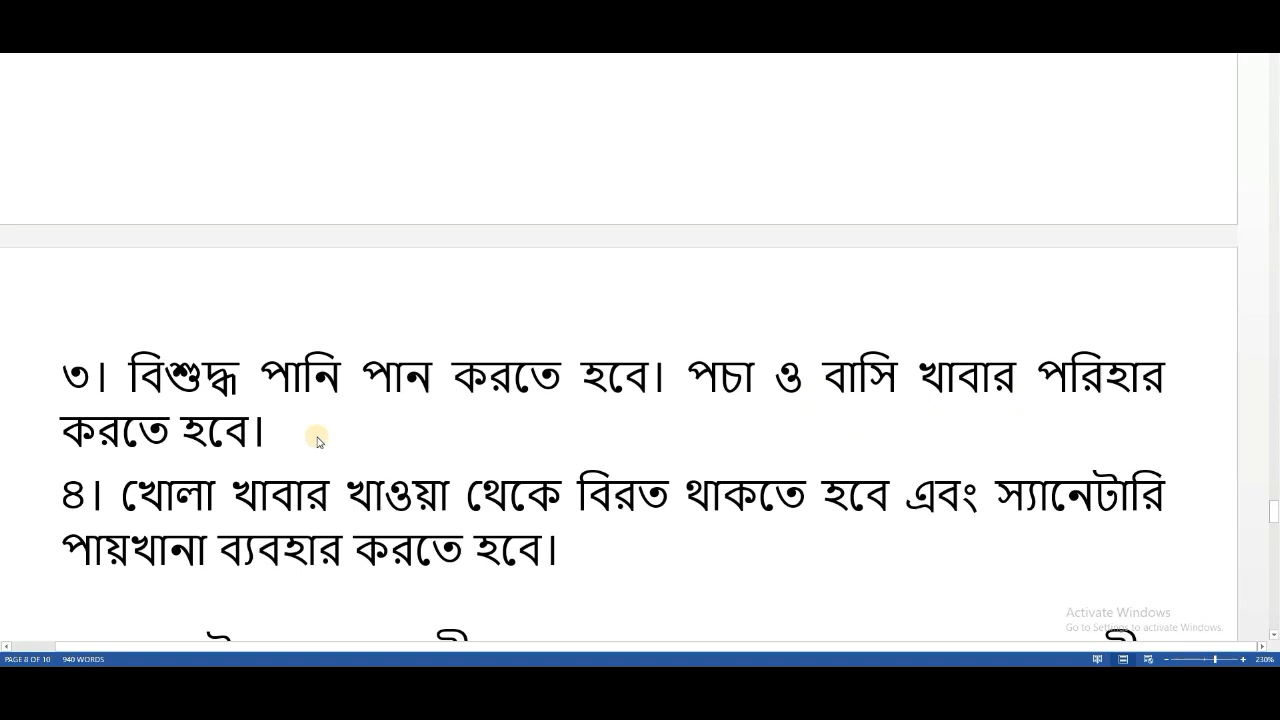 ৩। বিশুদ্ধ পানি পান করতে হবে। পচা ও বাসি খাবার পরিহার
করতে হবে।
৪। খোলা খাবার খাওয়া থেকে বিরত থাকতে হবে এবং স্যানেটারি
পায়খানা ব্যবহার করতে হবে।
Activate Windows
Go to Settings to activate Windows.
PAGE 8 OF 10 940 WORDS 230%